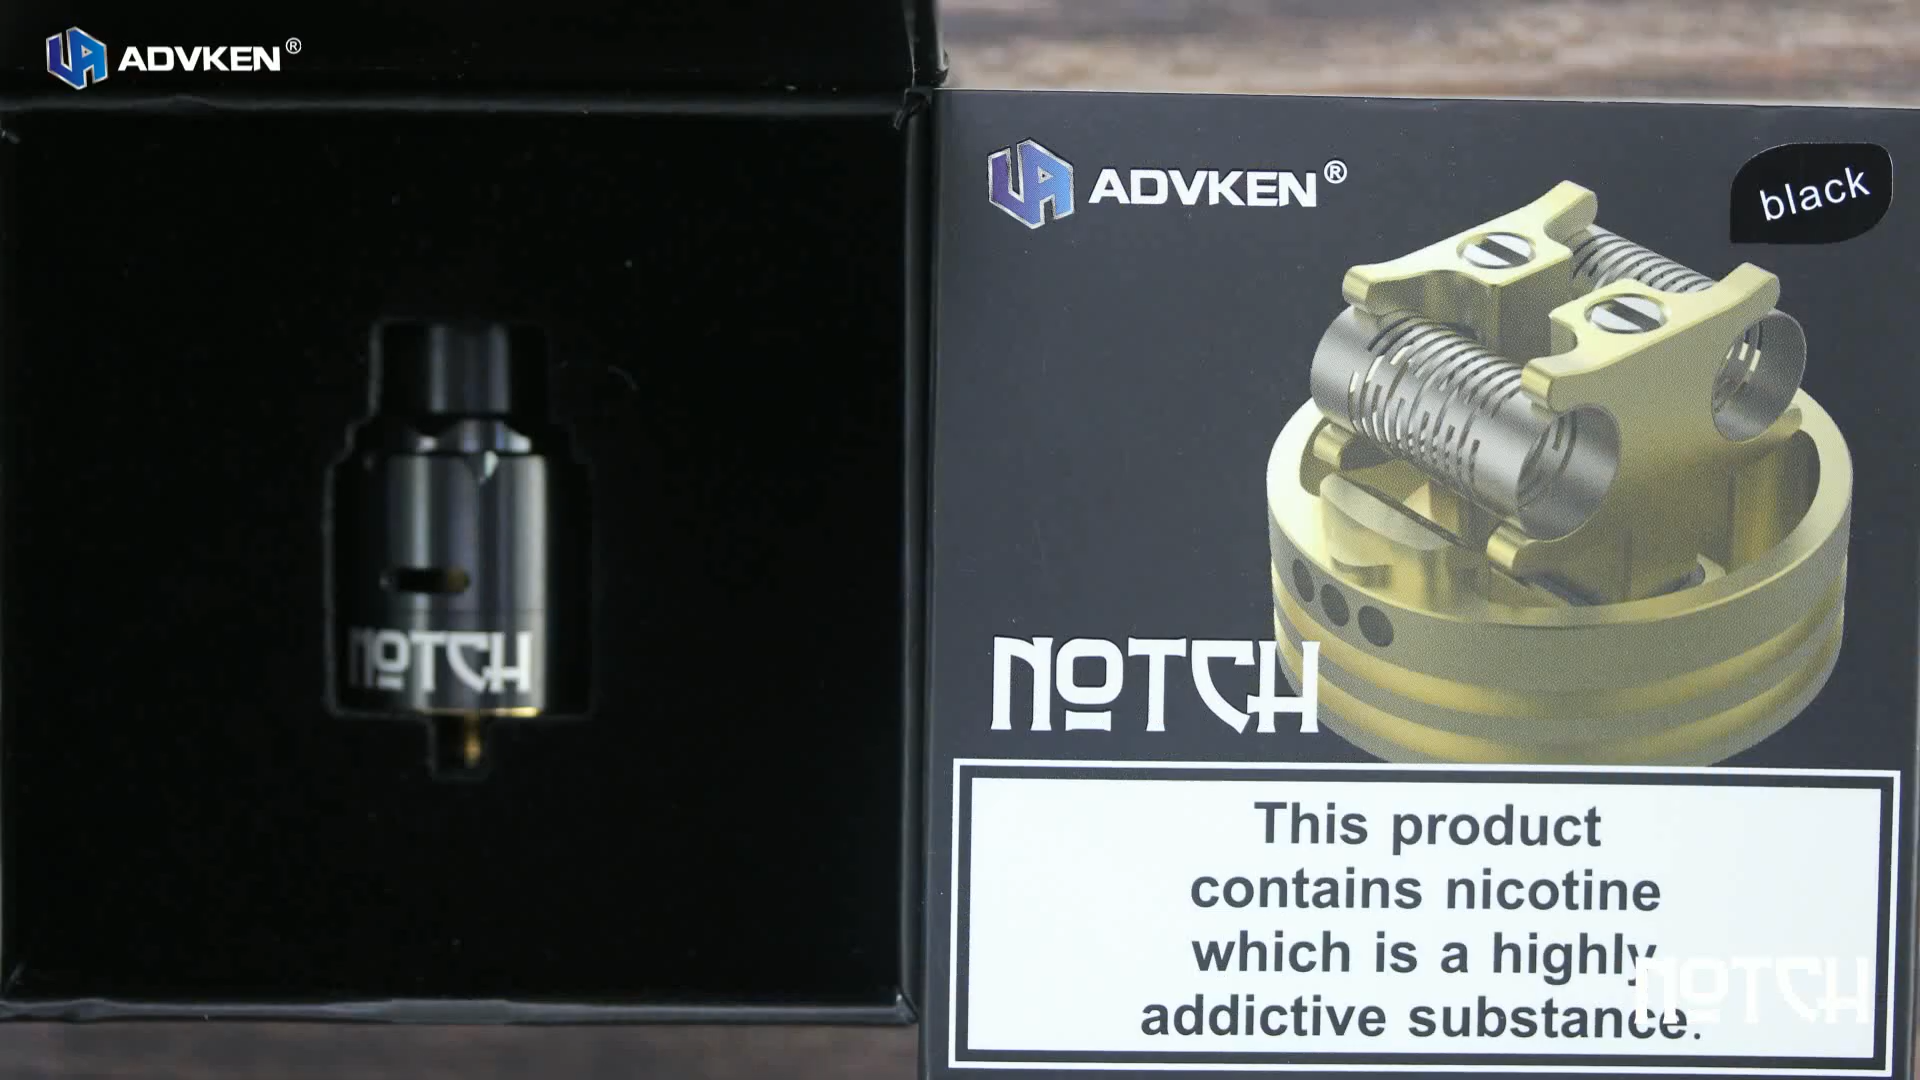 ADVKEN®
NOTCH
ADVKEN®
black
NOTCH
This product
contains nicotine
which is a highly
addictive substance.
NOTCH